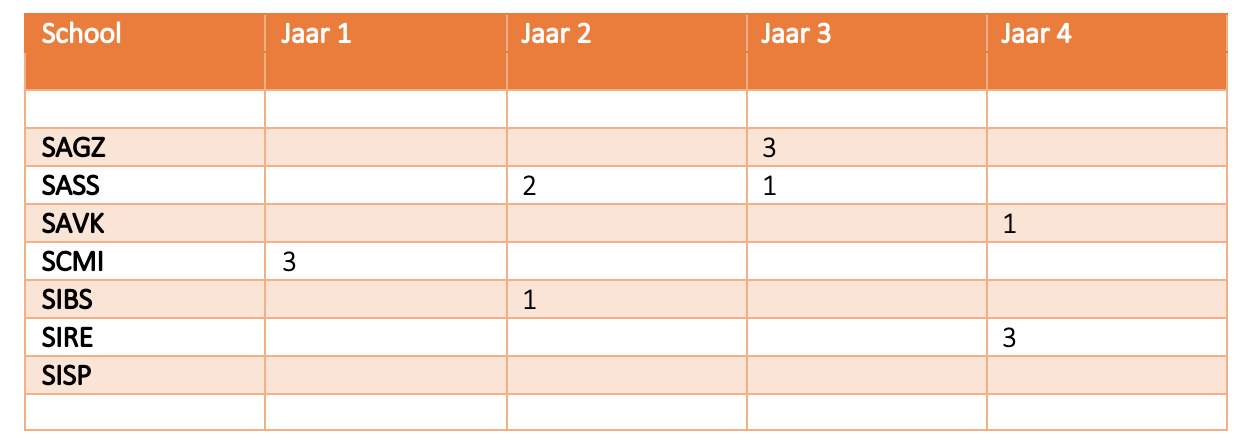 School Jaar 1 Jaar 2 Jaar 3 Jaar 4
SAGZ 3
SASS 2 1
SAVK 1
SCMI 3
SIBS 1
SIRE 3
SISP